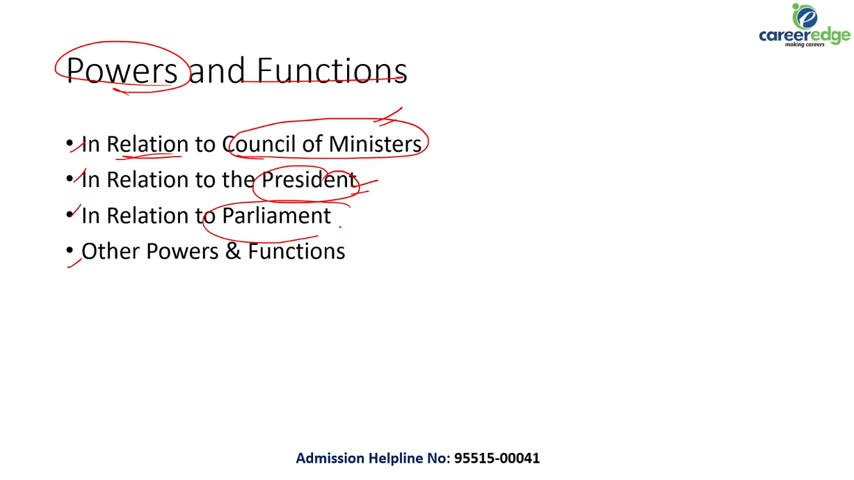 careeredge
making careers
Powers and Functions
• In Relation to Council of Ministers
• In Relation to the President
• In Relation to Parliament
• Other Powers & Functions
Admission Helpline No: 95515-00041